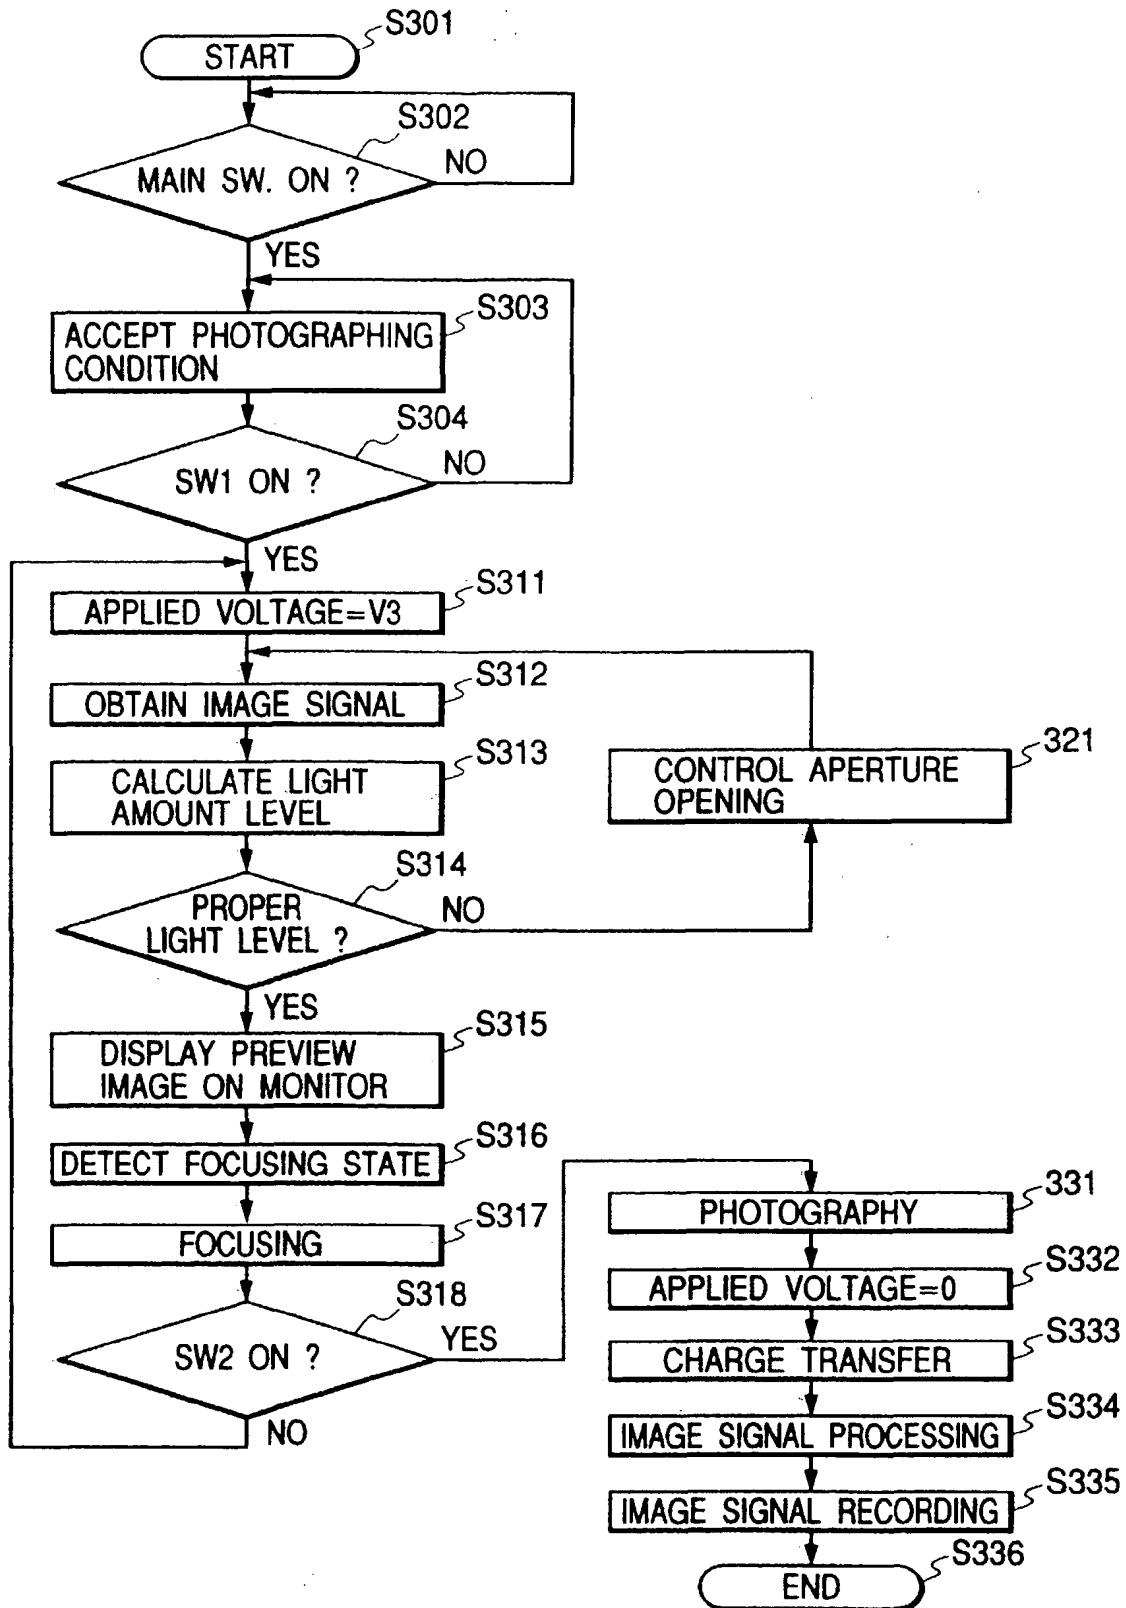 S301
START
S302
MAIN SW. ON ?
NO
YES
S303
ACCEPT PHOTOGRAPHING
CONDITION
S304
SW1 ON ?
NO
YES
S311
APPLIED VOLTAGE=V3
S312
OBTAIN IMAGE SIGNAL
S313
CALCULATE LIGHT
AMOUNT LEVEL
321
CONTROL APERTURE
OPENING
S314
PROPER
LIGHT LEVEL ?
NO
YES
S315
DISPLAY PREVIEW
IMAGE ON MONITOR
S316
DETECT FOCUSING STATE
S317
FOCUSING
S318
SW2 ON ?
YES
NO
331
PHOTOGRAPHY
S332
APPLIED VOLTAGE=0
S333
CHARGE TRANSFER
S334
IMAGE SIGNAL PROCESSING
S335
IMAGE SIGNAL RECORDING
S336
END